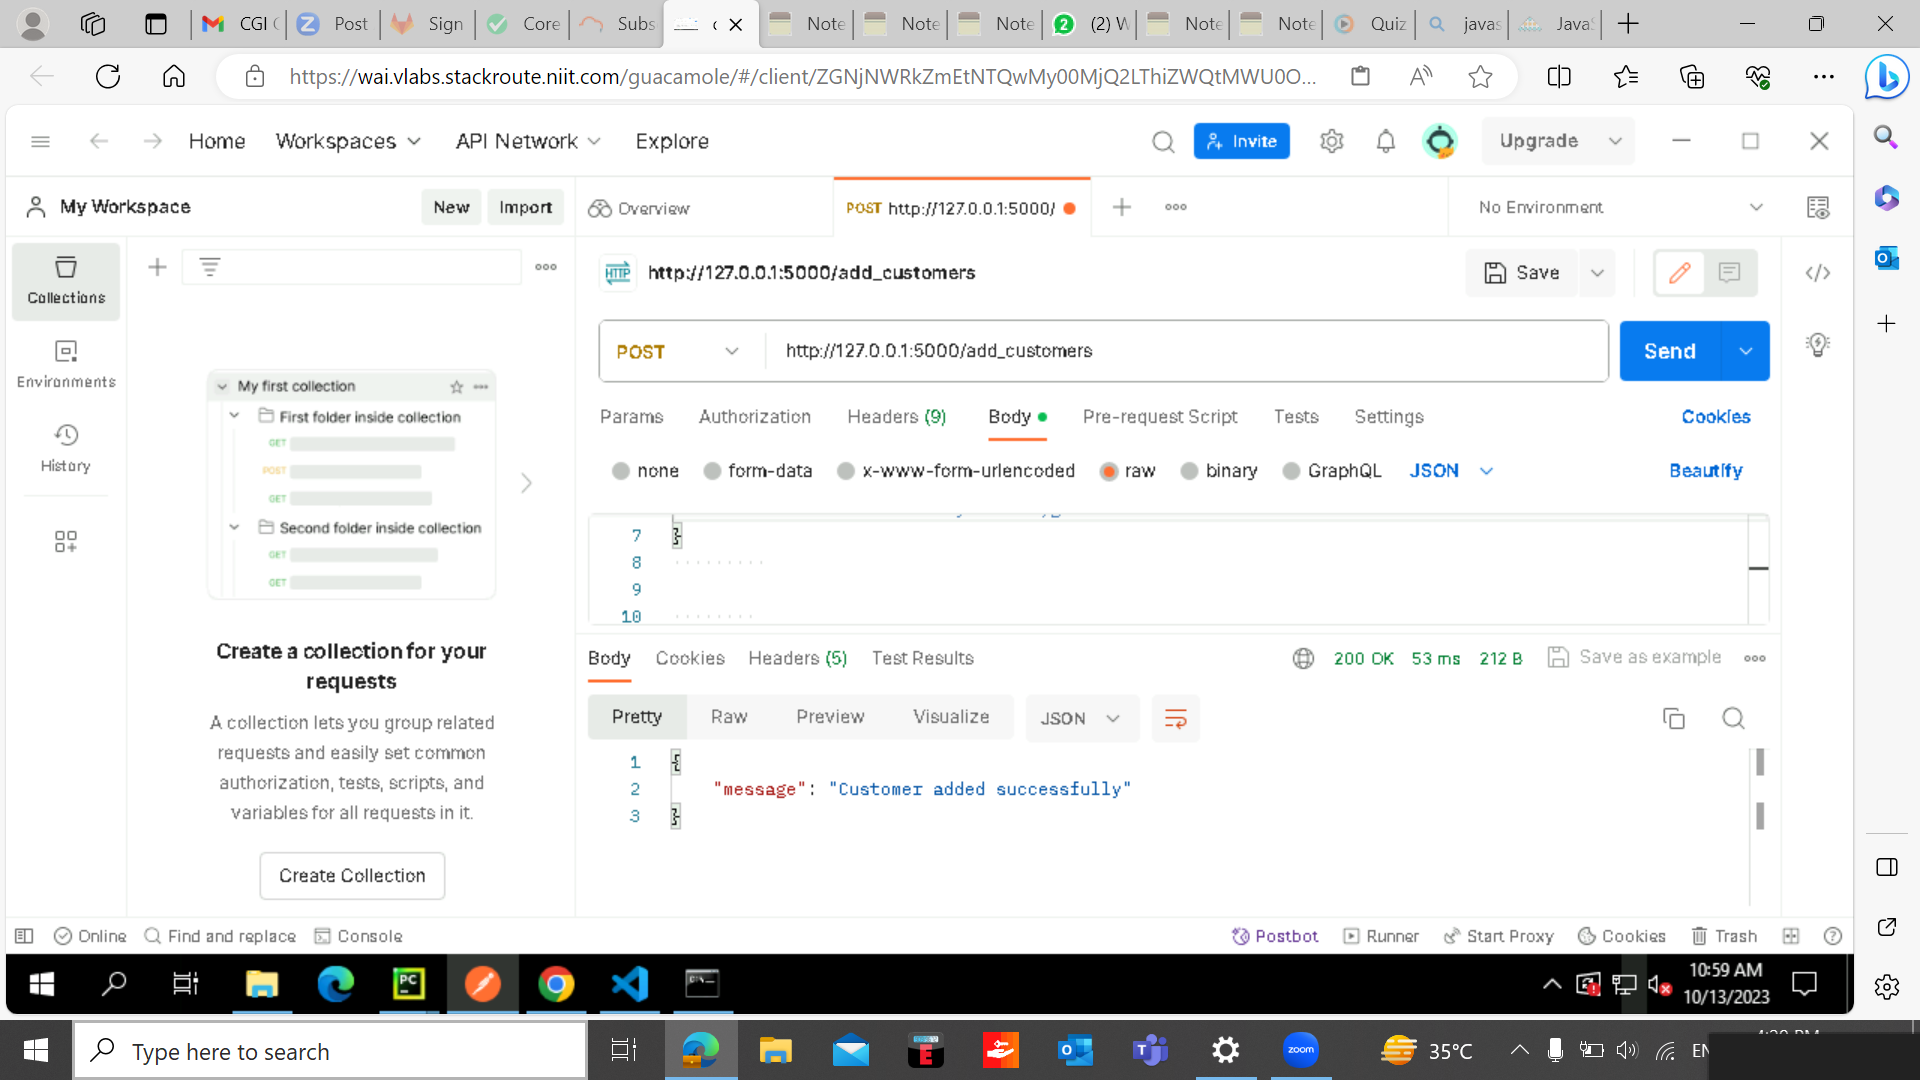 CGI
Post
Sign
Core
Subs
Note
Note
Note
(2) W
Note
Note
Quiz
javas
JavaS
https://wai.vlabs.stackroute.niit.com/guacamole/#/client/ZGNjNWRkZmEtNTQwMy00MjQ2LThiZWQtMWU0O...
Home
Workspaces
API Network
Explore
Invite
Upgrade
My Workspace
New
Import
Overview
POST http://127.0.0.1:5000/
No Environment
Collections
Environments
History
HTTP
http://127.0.0.1:5000/add_customers
Save
POST
http://127.0.0.1:5000/add_customers
Send
Params
Authorization
Headers (9)
Body
Pre-request Script
Tests
Settings
Cookies
none
form-data
x-www-form-urlencoded
raw
binary
GraphQL
JSON
Beautify
7 }
8
9
10
My first collection
First folder inside collection
GET
POST
GET
Second folder inside collection
GET
GET
Create a collection for your
requests
A collection lets you group related
requests and easily set common
authorization, tests, scripts, and
variables for all requests in it.
Create Collection
Body
Cookies
Headers (5)
Test Results
200 OK
53 ms
212 B
Save as example
Pretty
Raw
Preview
Visualize
JSON
1 {
2 "message": "Customer added successfully"
3 }
Online
Find and replace
Console
Postbot
Runner
Start Proxy
Cookies
Trash
PC
10:59 AM
10/13/2023
Type here to search
zoom
35°C